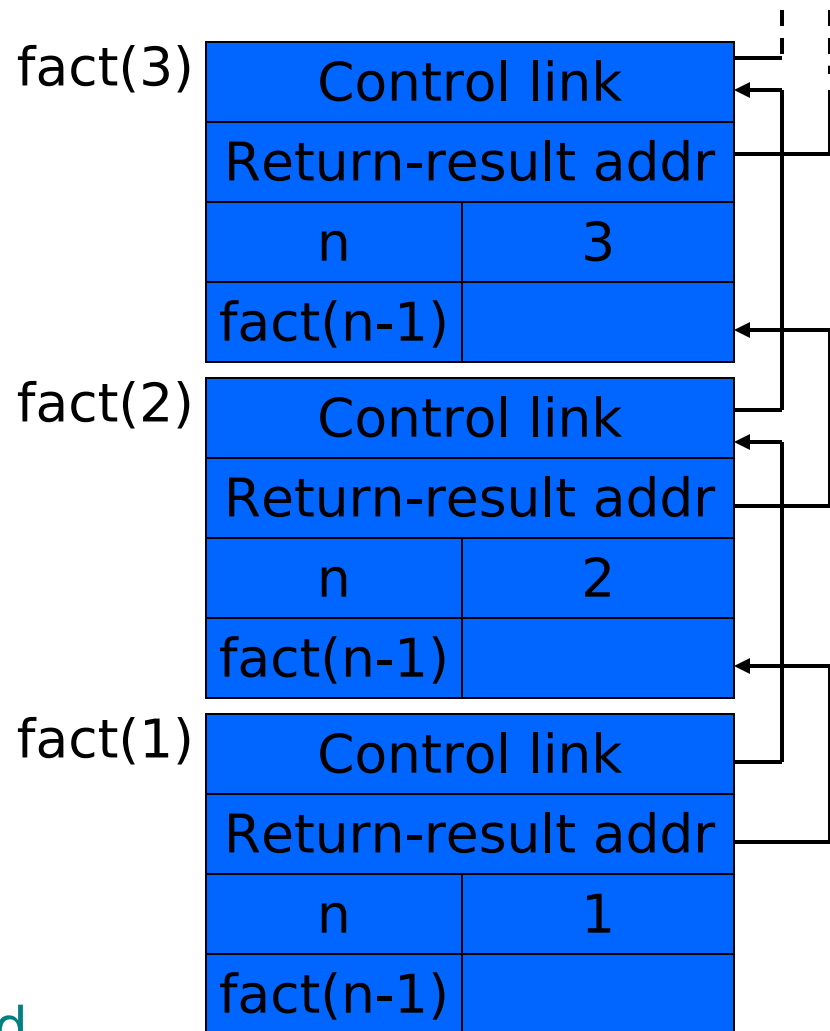 fact(3)
Control link
Return-result addr
n 3
fact(n-1)
fact(2)
Control link
Return-result addr
n 2
fact(n-1)
fact(1)
Control link
Return-result addr
n 1
fact(n-1)
d